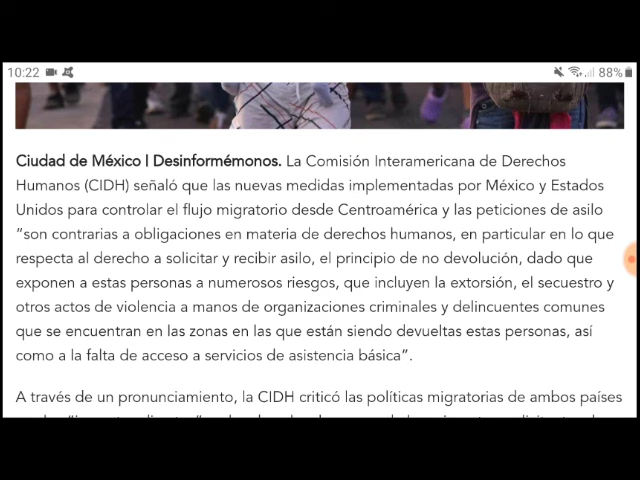 10:22 88%
Ciudad de México | Desinformémonos. La Comisión Interamericana de Derechos
Humanos (CIDH) señaló que las nuevas medidas implementadas por México y Estados
Unidos para controlar el flujo migratorio desde Centroamérica y las peticiones de asilo
"son contrarias a obligaciones en materia de derechos humanos, en particular en lo que
respecta al derecho a solicitar y recibir asilo, el principio de no devolución, dado que
exponen a estas personas a numerosos riesgos, que incluyen la extorsión, el secuestro y
otros actos de violencia a manos de organizaciones criminales y delincuentes comunes
que se encuentran en las zonas en las que están siendo devueltas estas personas, así
como a la falta de acceso a servicios de asistencia básica".
A través de un pronunciamiento, la CIDH criticó las políticas migratorias de ambos países